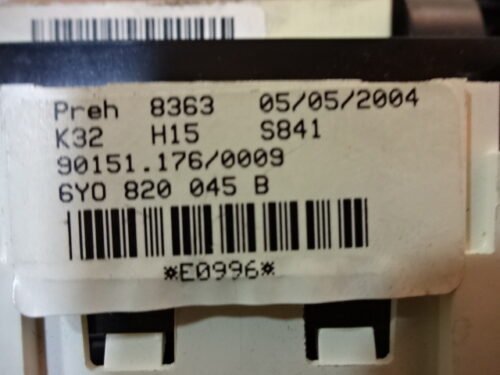 Preh 8363 05/05/2004
K32 H15 S841
90151.176/0009
6Y0 820 045 B
*E0996*